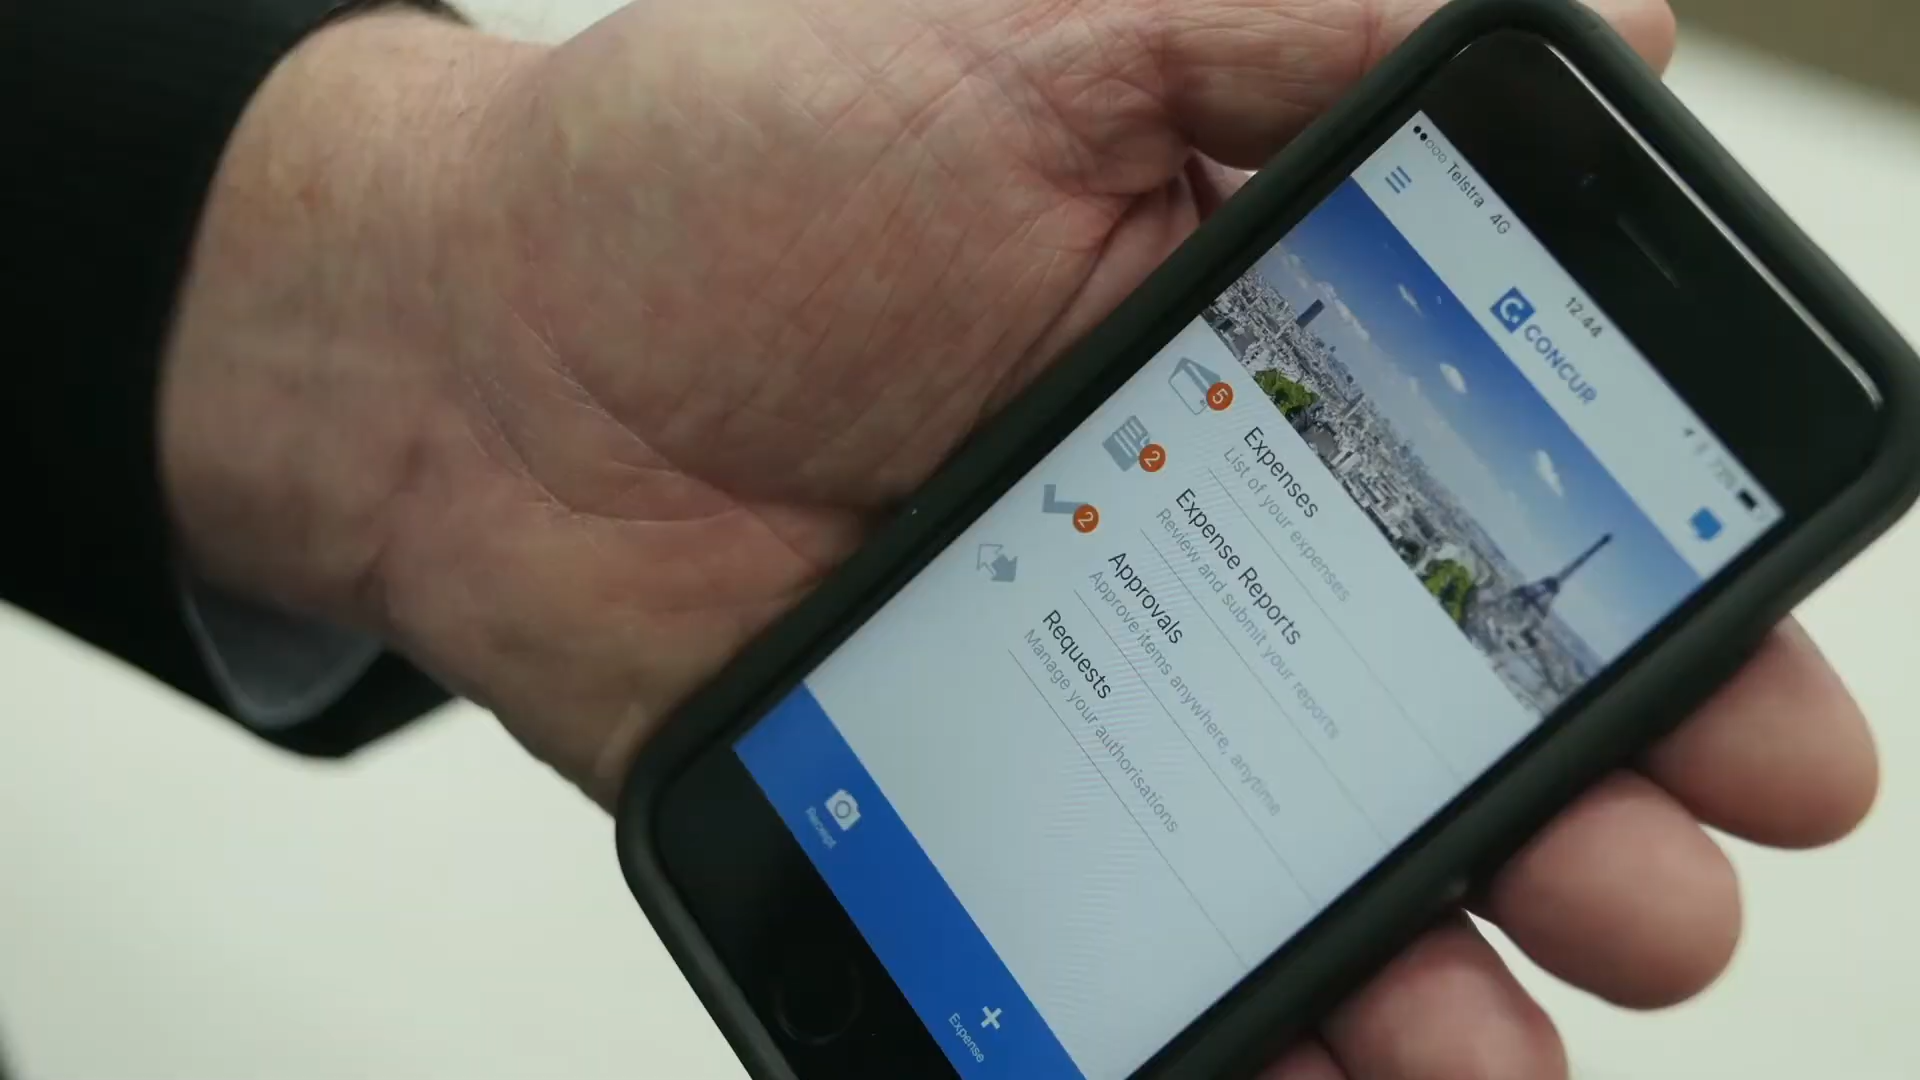 Telstra 4G
12:44
CONCUR
5
Expenses
List of your expenses
2
Expense Reports
Review and submit your reports
2
Approvals
Approve items anywhere, anytime
Requests
Manage your authorisations
Receipt
Expense